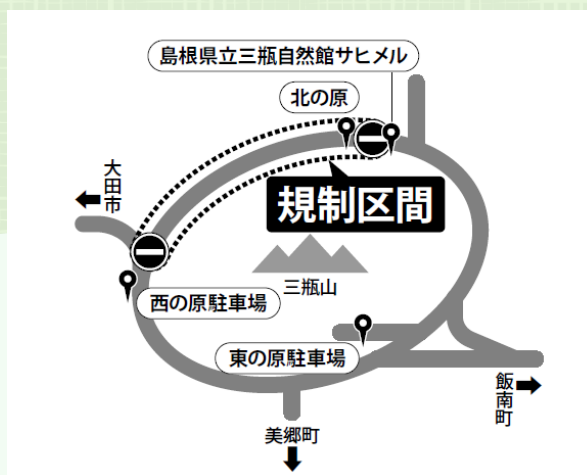 島根県立三瓶自然館サヒメル
北の原
大田市
規制区間
三瓶山
西の原駐車場
東の原駐車場
飯南町
美郷町